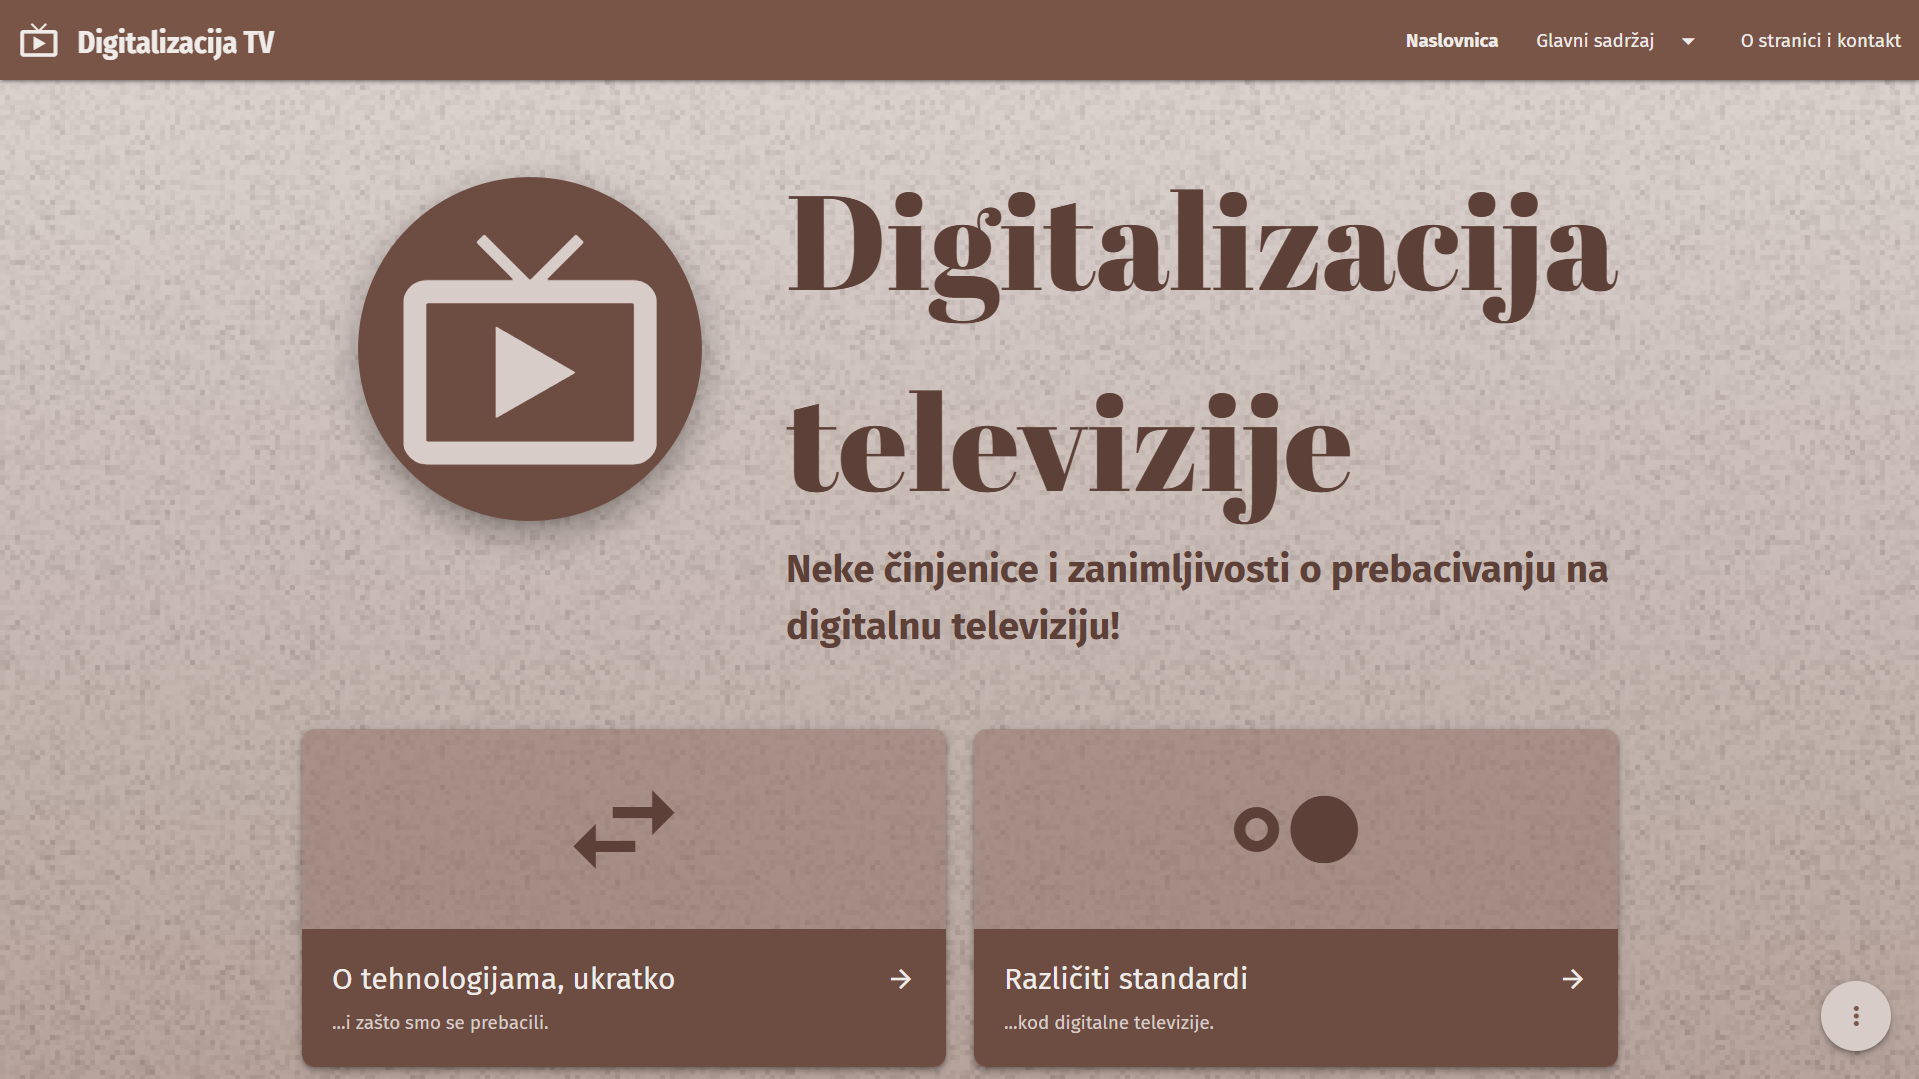 Digitalizacija TV
Naslovnica
Glavni sadržaj
O stranici i kontakt
Digitalizacija
televizije
Neke činjenice i zanimljivosti o prebacivanju na
digitalnu televiziju!
O tehnologijama, ukratko
...i zašto smo se prebacili.
Različiti standardi
...kod digitalne televizije.